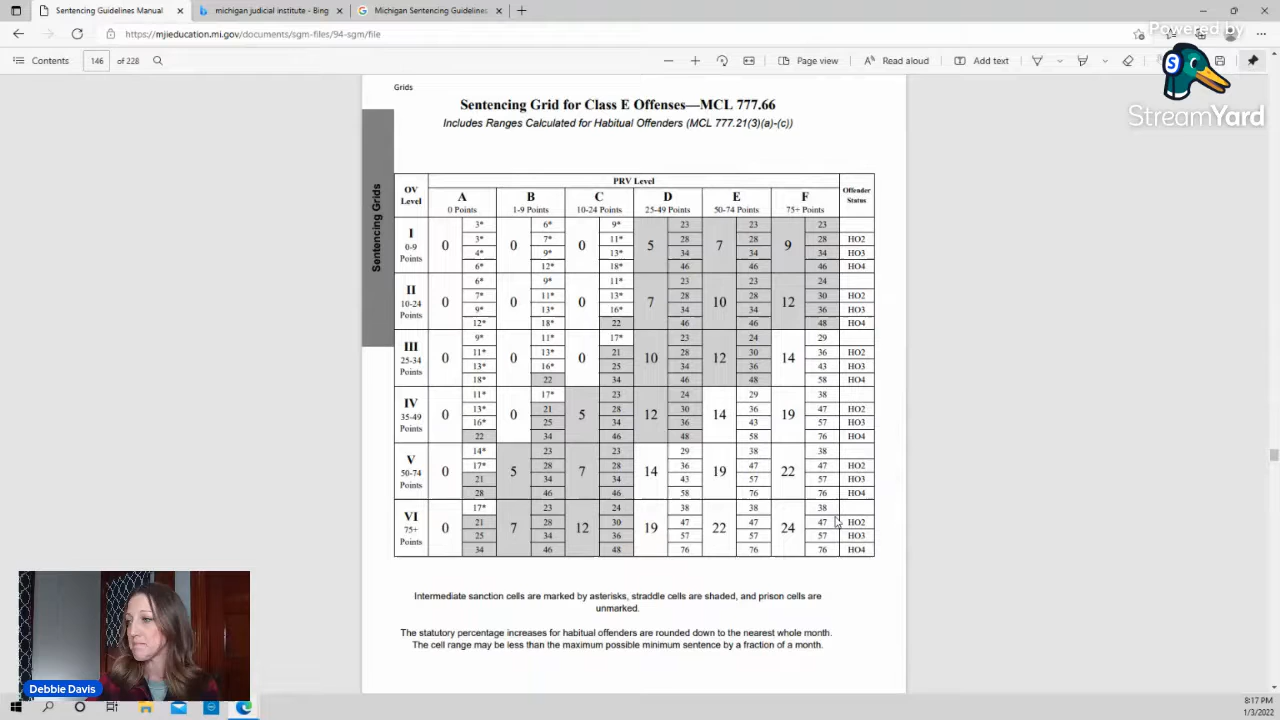 Sentencing Guidelines Manual
michigan judicial institute - Bing
Michigan Sentencing Guidelines
https://mjieducation.mi.gov/documents/sgm-files/94-sgm/file
Powered by
Contents 146 of 228 Page view Read aloud Add text
StreamYard
Grids
Sentencing Grid for Class E Offenses—MCL 777.66
Includes Ranges Calculated for Habitual Offenders (MCL 777.21(3)(a)-(c))
Sentencing Grids
OV Level PRV Level Offender Status
A B C D E F
0 Points 1-9 Points 10-24 Points 25-49 Points 50-74 Points 75+ Points
I 0-9 Points
0 3* 0 6* 0 9* 5 23 7 23 9 23
3* 7* 11* 28 28 28 HO2
4* 9* 13* 34 34 34 HO3
6* 12* 18* 46 46 46 HO4
II 10-24 Points
0 6* 0 9* 0 11* 7 23 10 23 12 24
7* 11* 13* 28 28 30 HO2
9* 13* 16* 34 34 36 HO3
12* 18* 22 46 46 48 HO4
III 25-34 Points
0 9* 0 11* 0 17* 10 23 12 24 14 29
11* 13* 21 28 30 36 HO2
13* 16* 25 34 36 43 HO3
18* 22 34 46 48 58 HO4
IV 35-49 Points
0 11* 0 17* 5 23 12 24 14 29 19 38
13* 21 28 30 36 47 HO2
16* 25 34 36 43 57 HO3
22 34 46 48 58 76 HO4
V 50-74 Points
0 14* 5 23 7 23 14 29 19 38 22 38
17* 28 28 36 47 47 HO2
21 34 34 43 57 57 HO3
28 46 46 58 76 76 HO4
VI 75+ Points
0 17* 7 23 12 24 19 38 22 38 24 38
21 28 30 47 47 47 HO2
25 34 36 57 57 57 HO3
34 46 48 76 76 76 HO4
Intermediate sanction cells are marked by asterisks, straddle cells are shaded, and prison cells are
unmarked.
The statutory percentage increases for habitual offenders are rounded down to the nearest whole month.
The cell range may be less than the maximum possible minimum sentence by a fraction of a month.
Debbie Davis
8:17 PM
1/3/2022